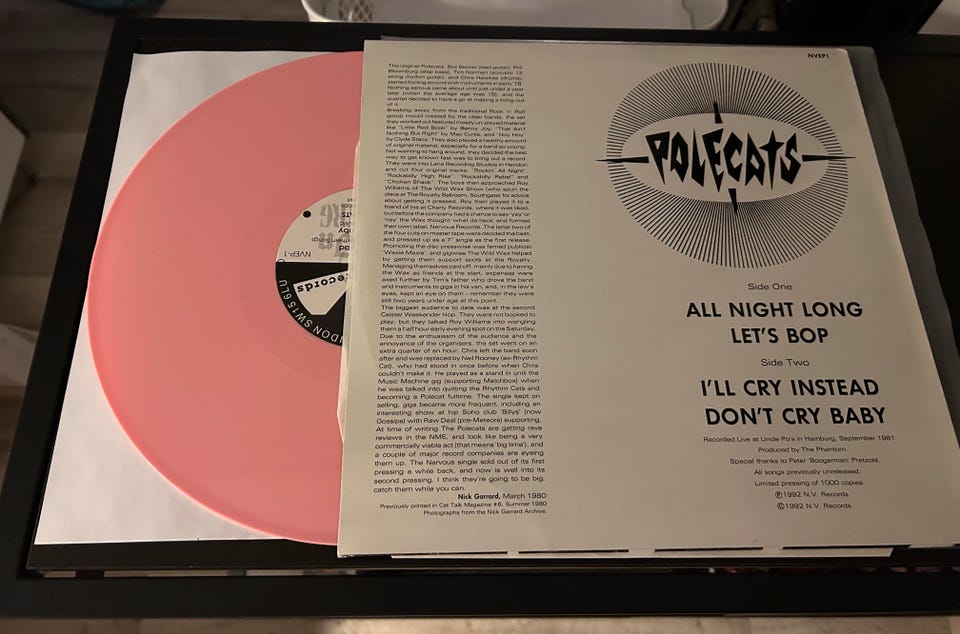 The original Polecats, Boz Boorer (lead guitar), Phil
Bloomburg (slap bass), Tim Norman (acoustic 12
string rhythm guitar), and Chris Hawkes (drums),
started fooling around with instruments in early '78.
Nothing serious came about until just under a year
later (when the average age was 15), and the
quartet decided to have a go at making a living out
of it.
Breaking away from the traditional Rock 'n' Roll
group mould created by the older bands, the set
they worked out featured mostly un-played material
like "Little Red Book" by Benny Joy, "That Ain't
Nothing But Right" by Mac Curtis, and "Hoy Hoy"
by Clyde Stacy. They also played a healthy amount
of original material, especially for a band so young.
Not wanting to hang around, they decided the best
way to get known fast was to bring out a record.
They went into Lane Recording Studios in Hendon
and cut four original tracks, "Rockin' All Night",
"Rockabilly High Rise", "Rockabilly Rebel" and
"Chicken Shack". The boys then approached Roy
Williams of The Wild Wax Show (who spun the
discs at The Royalty Ballroom, Southgate) for advice
about getting it pressed. Roy then played it to a
friend of his at Charly Records, where it was liked,
but before the company had a chance to say 'yay' or
'nay' the Wax thought 'what da heck' and formed
their own label, Nervous Records. The latter two of
the four cuts on master tape were decided the best,
and pressed up as a 7" single as the first release.
Promoting the disc presswise was famed publicist
'Waxie Maxie', and gigwise The Wild Wax helped
by getting them support spots at the Royalty.
Managing themselves paid off, mainly due to having
the Wax as friends at the start, expenses were
axed further by Tim's father who drove the band
and instruments to gigs in his van, and, in the law's
eyes, kept an eye on them - remember they were
still two years under age at this point.
The biggest audience to date was at the second
Caister Weekender Hop. They were not booked to
play, but they talked Roy Williams into wangling
them a half hour early evening spot on the Saturday.
Due to the enthusiasm of the audience and the
annoyance of the organisers, the set went on an
extra quarter of an hour. Chris left the band soon
after and was replaced by Neil Rooney (ex-Rhythm
Cat), who had stood in once before when Chris
couldn't make it. He played as a stand in until the
Music Machine gig (supporting Matchbox) when
he was talked into quitting the Rhythm Cats and
becoming a Polecat fulltime. The single kept on
selling, gigs became more frequent, including an
interesting show at hip Soho club 'Billys' (now
Gossips) with Raw Deal (pre-Meteors) supporting.
At time of writing The Polecats are getting rave
reviews in the NME, and look like being a very
commercially viable act (that means 'big time'), and
a couple of major record companies are eyeing
them up. The Nervous single sold out of its first
pressing a while back, and now is well into its
second pressing. I think they're going to be big,
catch them while you can.
Nick Garrard, March 1980
Previously printed in Cat Talk Magazine #6, Summer 1980
Photographs from the Nick Garrard Archive.
NVEP1
POLECATS
Side One
ALL NIGHT LONG
LET'S BOP
Side Two
I'LL CRY INSTEAD
DON'T CRY BABY
Recorded Live at Uncle Po's in Hamburg, September 1981
Produced by The Phantom.
Special thanks to Peter 'Boogerman' Pretzold.
All songs previously unreleased.
Limited pressing of 1000 copies
℗1992 N.V. Records
©1992 N.V. Records
NVEP-1
records
SW15 6LU